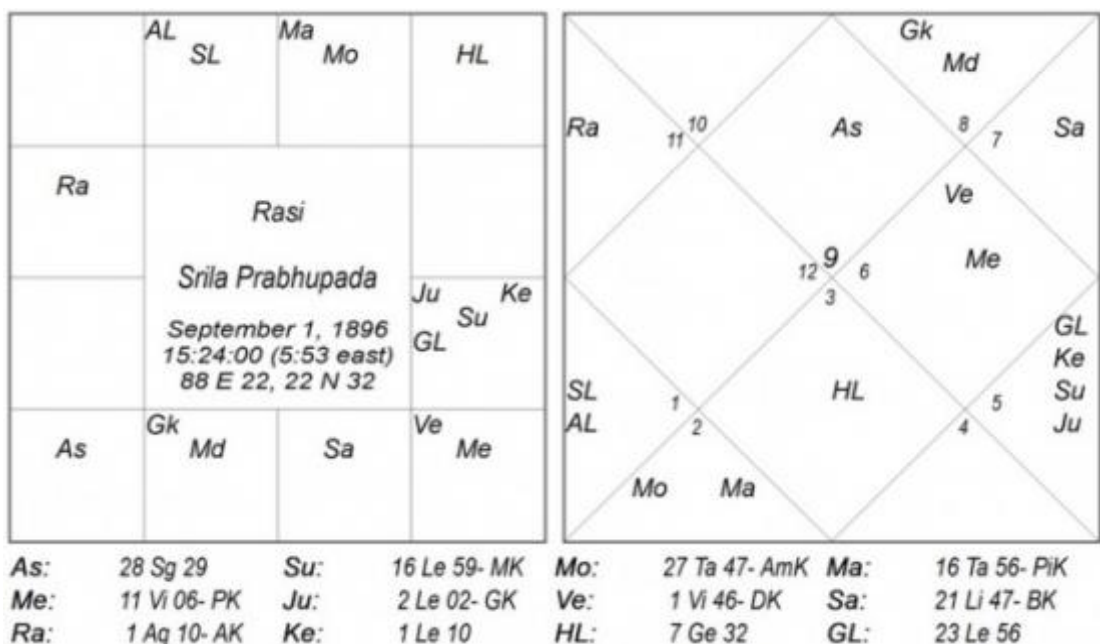 AL
SL
Ma
Mo
HL
Ra
Rasi
Srila Prabhupada
September 1, 1896
15:24:00 (5:53 east)
88 E 22, 22 N 32
Ju Ke
Su
GL
As
Gk
Md
Sa
Ve
Me
Gk
Md
Ra
10
11
As
8
7
Sa
Ve
9
12 6
3
Me
GL
Ke
Su
Ju
SL
AL
1
2
HL
5
4
Mo Ma
As: 28 Sg 29 Su: 16 Le 59- MK Mo: 27 Ta 47- AmK Ma: 16 Ta 56- PiK
Me: 11 Vi 06- PK Ju: 2 Le 02- GK Ve: 1 Vi 46- DK Sa: 21 Li 47- BK
Ra: 1 Aq 10- AK Ke: 1 Le 10 HL: 7 Ge 32 GL: 23 Le 56